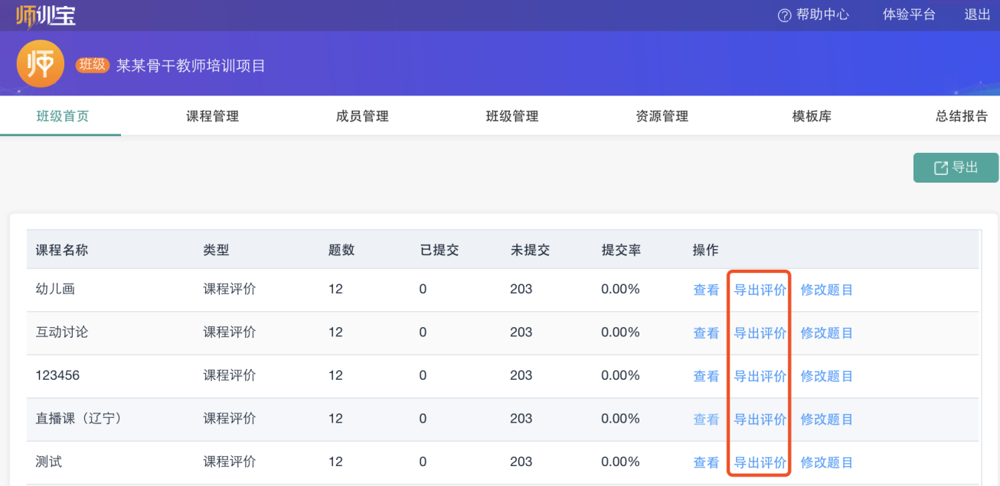 师训宝
帮助中心 体验平台 退出
师 班级 某某骨干教师培训项目
班级首页 课程管理 成员管理 班级管理 资源管理 模板库 总结报告
导出
课程名称 类型 题数 已提交 未提交 提交率 操作
幼儿画 课程评价 12 0 203 0.00% 查看 导出评价 修改题目
互动讨论 课程评价 12 0 203 0.00% 查看 导出评价 修改题目
123456 课程评价 12 0 203 0.00% 查看 导出评价 修改题目
直播课（辽宁） 课程评价 12 0 203 0.00% 查看 导出评价 修改题目
测试 课程评价 12 0 203 0.00% 查看 导出评价 修改题目